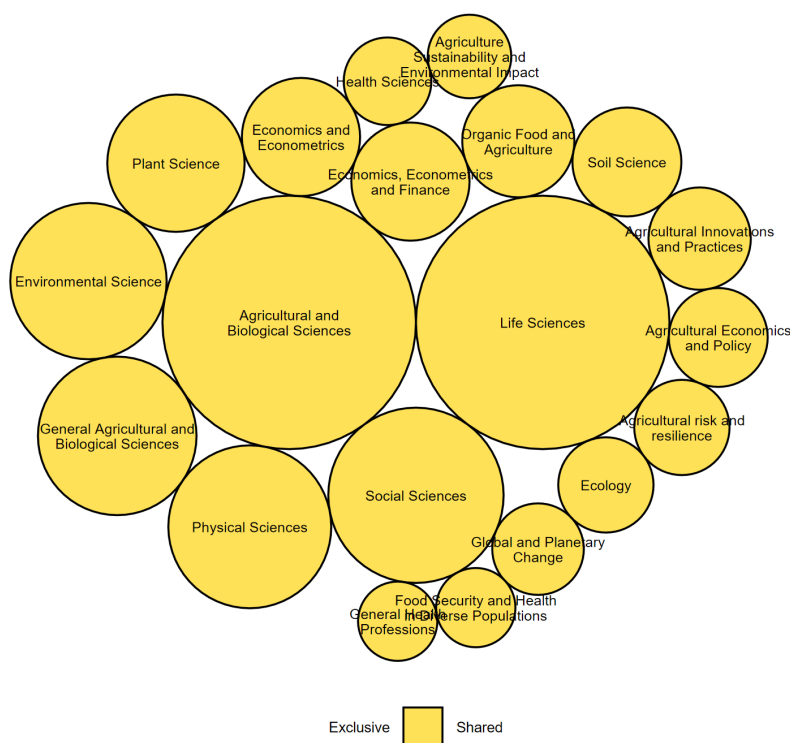 Agriculture
Sustainability and
Environmental Impact
Health Sciences
Economics and
Econometrics
Organic Food and
Agriculture
Plant Science
Soil Science
Economics, Econometrics
and Finance
Agricultural Innovations
and Practices
Environmental Science
Agricultural and
Biological Sciences
Life Sciences
Agricultural Economics
and Policy
General Agricultural and
Biological Sciences
Agricultural risk and
resilience
Social Sciences
Ecology
Physical Sciences
Global and Planetary
Change
Food Security and Health
in Diverse Populations
General Health
Professions
Exclusive
Shared